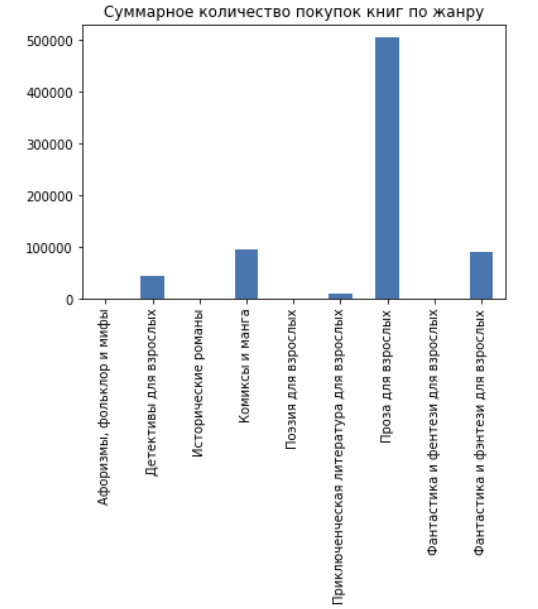 Суммарное количество покупок книг по жанру
500000
400000
300000
200000
100000
0
Афоризмы, фольклор и мифы
Детективы для взрослых
Исторические романы
Комиксы и манга
Поэзия для взрослых
Приключенческая литература для взрослых
Проза для взрослых
Фантастика и фентези для взрослых
Фантастика и фэнтези для взрослых